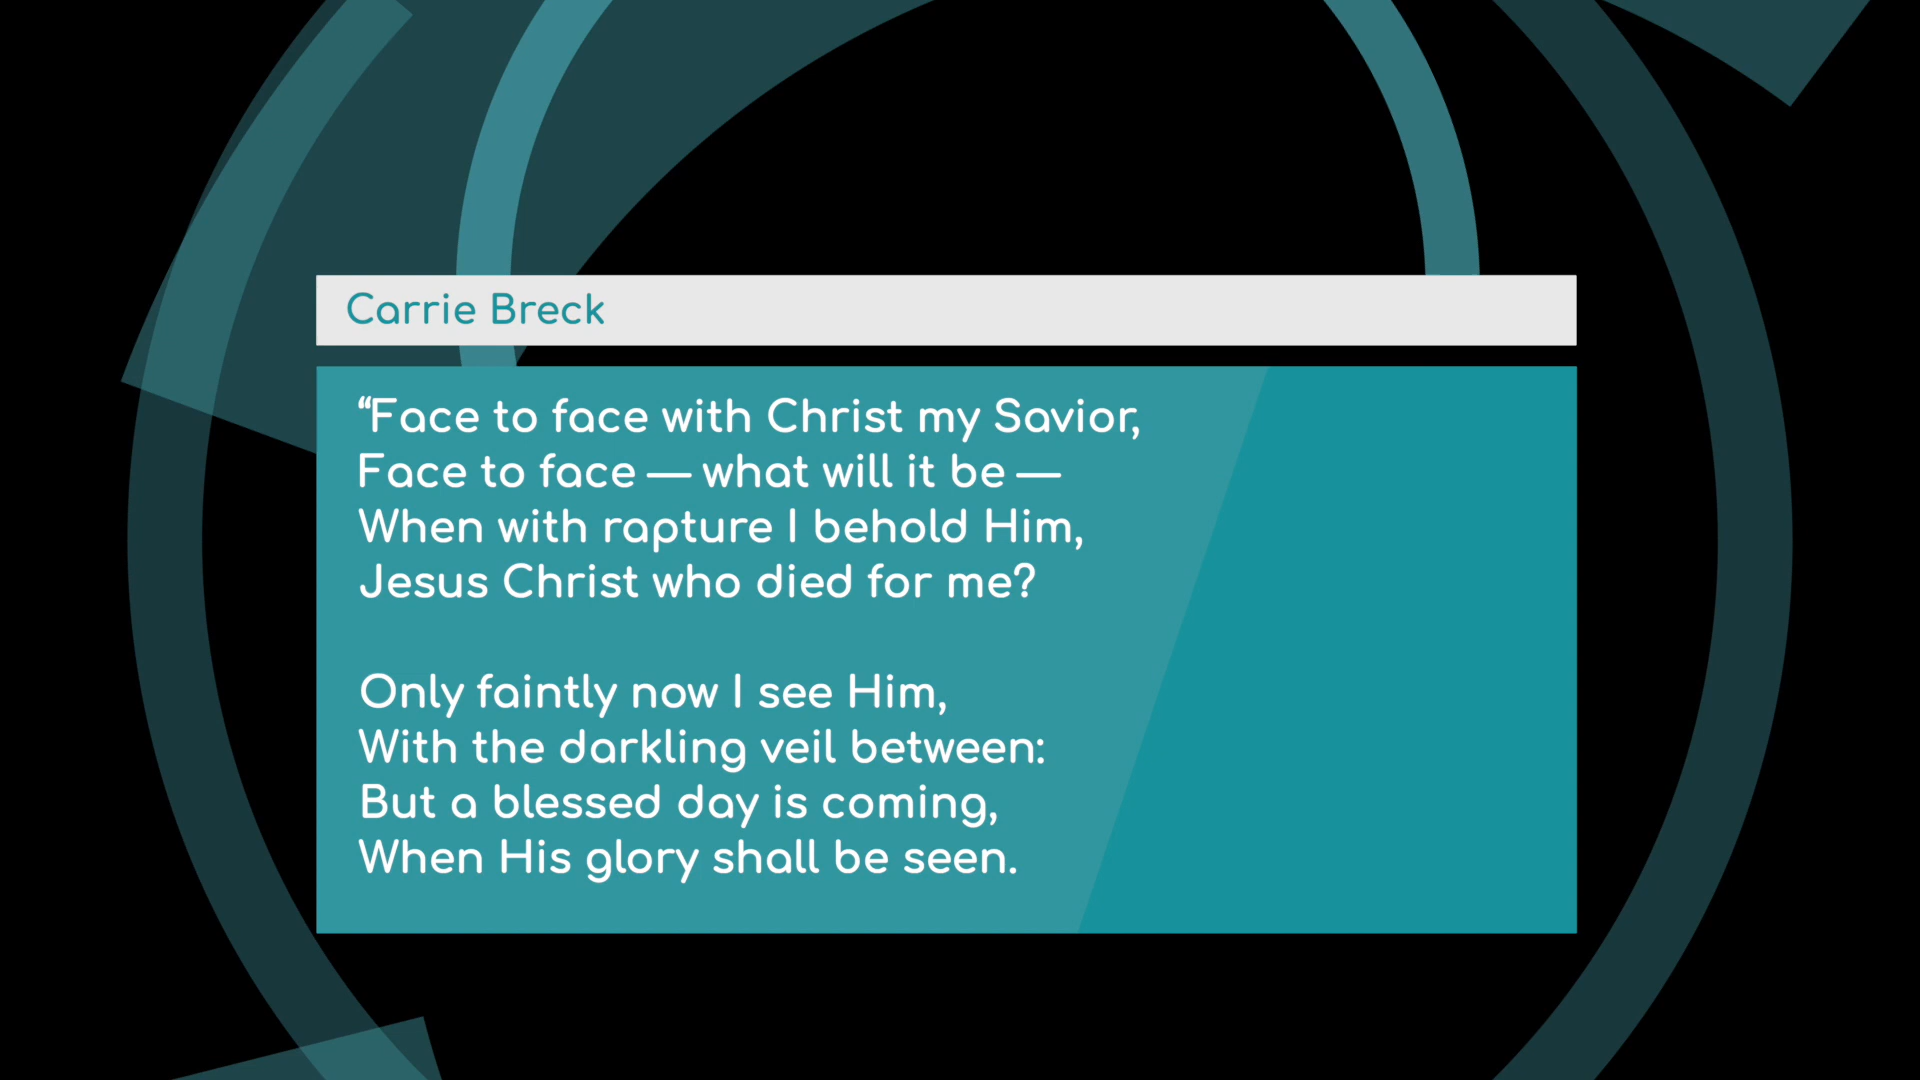 Carrie Breck
“Face to face with Christ my Savior,
Face to face — what will it be —
When with rapture I behold Him,
Jesus Christ who died for me?
Only faintly now I see Him,
With the darkling veil between:
But a blessed day is coming,
When His glory shall be seen.